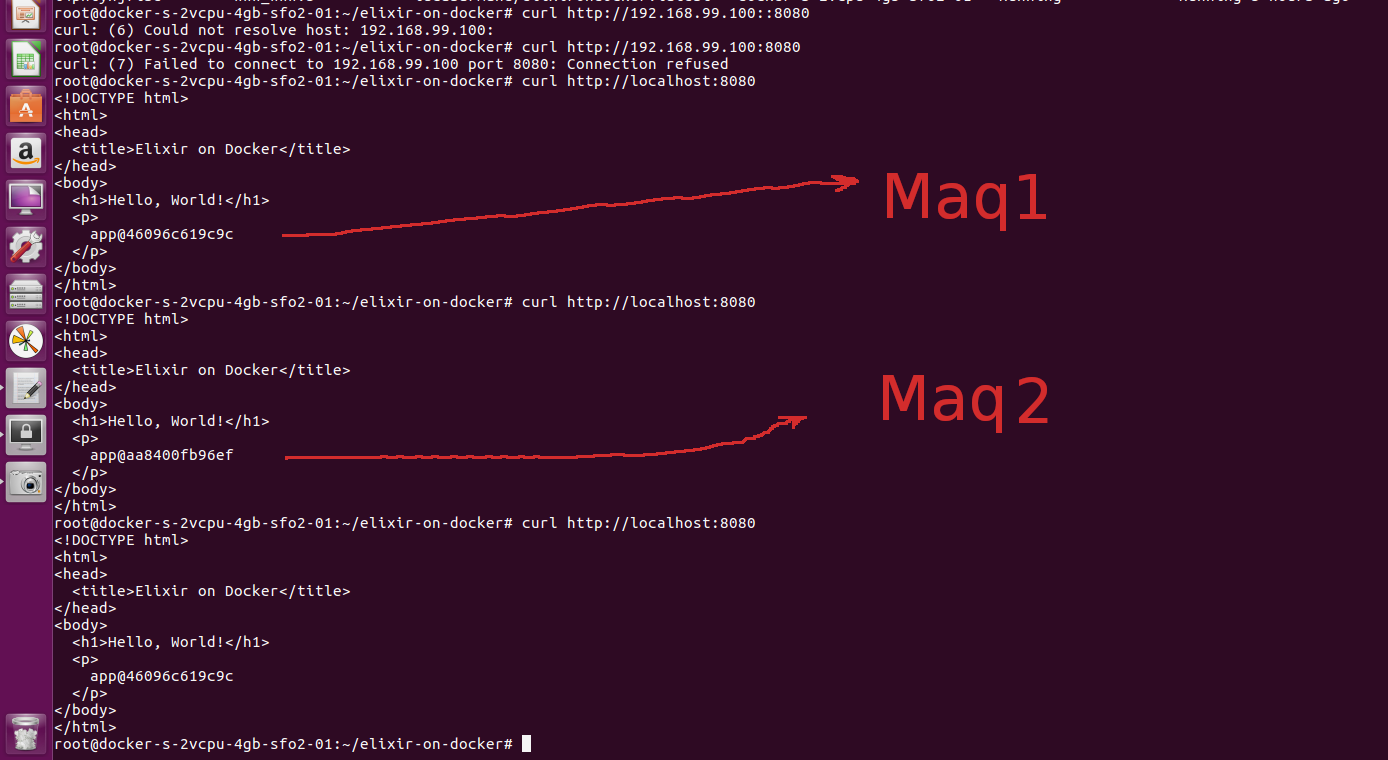 root@docker-s-2vcpu-4gb-sfo2-01:~/elixir-on-docker# curl http://192.168.99.100::8080
curl: (6) Could not resolve host: 192.168.99.100:
root@docker-s-2vcpu-4gb-sfo2-01:~/elixir-on-docker# curl http://192.168.99.100:8080
curl: (7) Failed to connect to 192.168.99.100 port 8080: Connection refused
root@docker-s-2vcpu-4gb-sfo2-01:~/elixir-on-docker# curl http://localhost:8080
<!DOCTYPE html>
<html>
<head>
  <title>Elixir on Docker</title>
</head>
<body>
  <h1>Hello, World!</h1>
  <p>
    app@46096c619c9c
Maq1
  </p>
</body>
</html>
root@docker-s-2vcpu-4gb-sfo2-01:~/elixir-on-docker# curl http://localhost:8080
<!DOCTYPE html>
<html>
<head>
  <title>Elixir on Docker</title>
</head>
<body>
  <h1>Hello, World!</h1>
  <p>
    app@aa8400fb96ef
Maq2
  </p>
</body>
</html>
root@docker-s-2vcpu-4gb-sfo2-01:~/elixir-on-docker# curl http://localhost:8080
<!DOCTYPE html>
<html>
<head>
  <title>Elixir on Docker</title>
</head>
<body>
  <h1>Hello, World!</h1>
  <p>
    app@46096c619c9c
  </p>
</body>
</html>
root@docker-s-2vcpu-4gb-sfo2-01:~/elixir-on-docker#